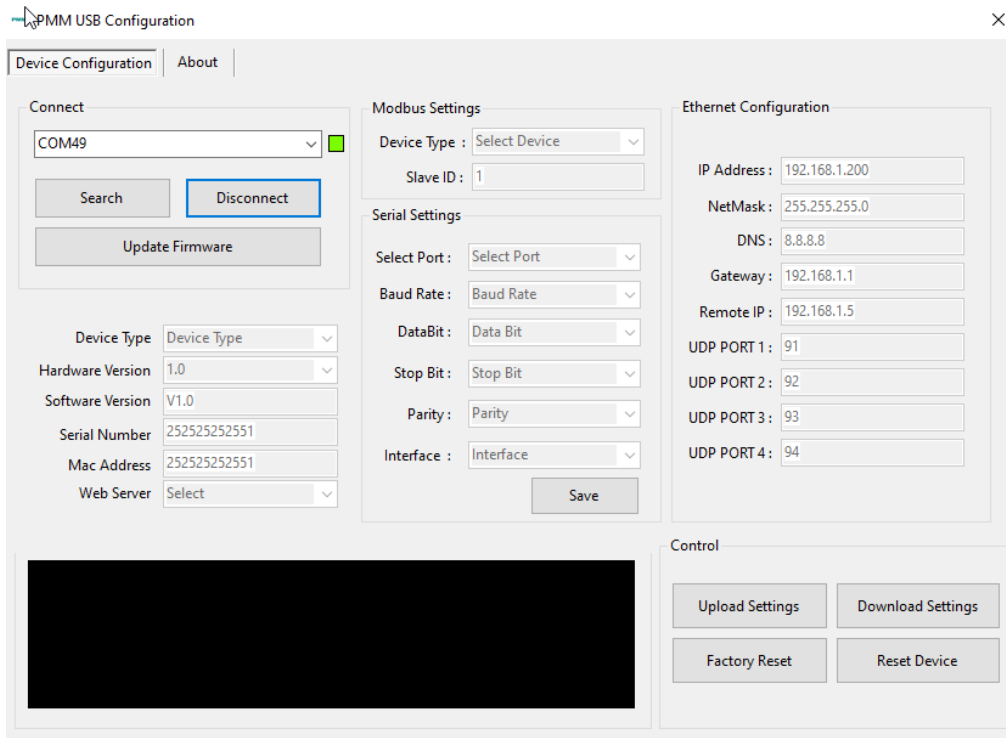 PMM PMM USB Configuration
Device Configuration About
Connect
COM49
Search Disconnect
Update Firmware
Device Type Device Type
Hardware Version 1.0
Software Version V1.0
Serial Number 252525252551
Mac Address 252525252551
Web Server Select
Modbus Settings
Device Type : Select Device
Slave ID : 1
Serial Settings
Select Port : Select Port
Baud Rate : Baud Rate
DataBit : Data Bit
Stop Bit : Stop Bit
Parity : Parity
Interface : Interface
Save
Ethernet Configuration
IP Address : 192.168.1.200
NetMask : 255.255.255.0
DNS : 8.8.8.8
Gateway : 192.168.1.1
Remote IP : 192.168.1.5
UDP PORT 1 : 91
UDP PORT 2 : 92
UDP PORT 3 : 93
UDP PORT 4 : 94
Control
Upload Settings Download Settings
Factory Reset Reset Device